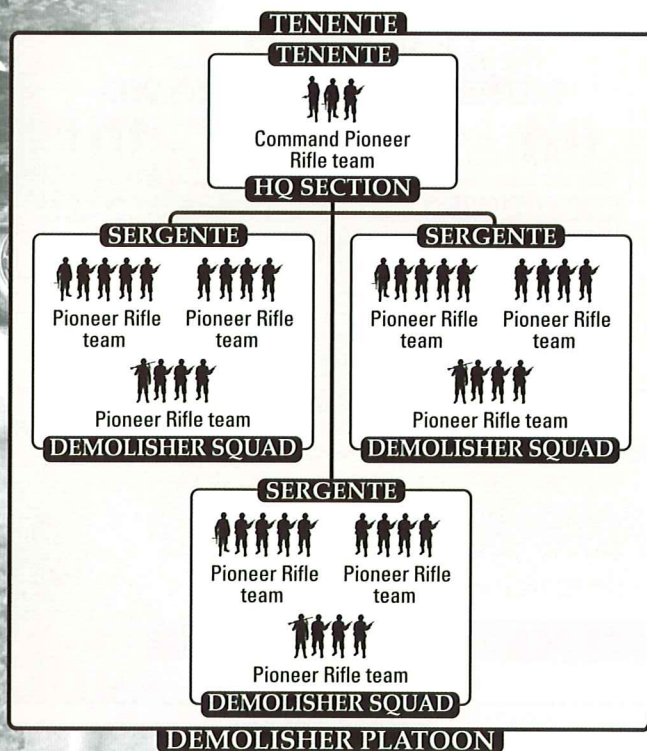 TENENTE
TENENTE
Command Pioneer
Rifle team
HQ SECTION
SERGENTE
Pioneer Rifle
team
Pioneer Rifle
team
Pioneer Rifle team
DEMOLISHER SQUAD
SERGENTE
Pioneer Rifle
team
Pioneer Rifle
team
Pioneer Rifle team
DEMOLISHER SQUAD
SERGENTE
Pioneer Rifle
team
Pioneer Rifle
team
Pioneer Rifle team
DEMOLISHER SQUAD
DEMOLISHER PLATOON